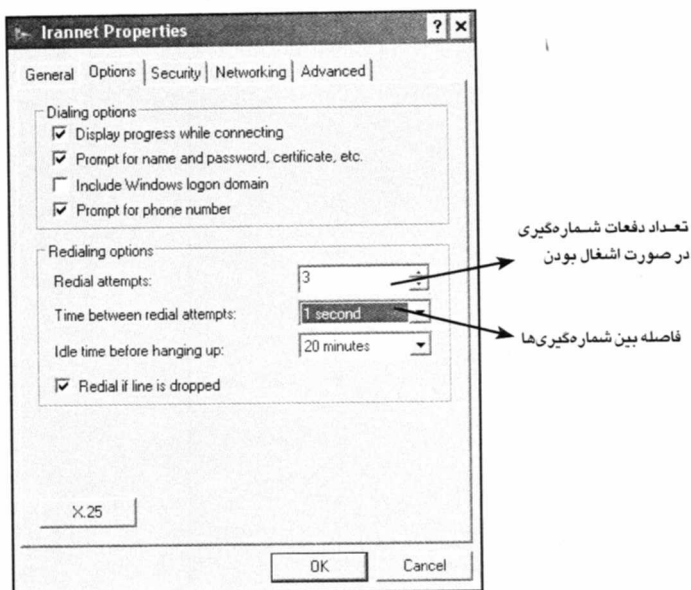 Irannet Properties
General Options Security Networking Advanced
Dialing options
Display progress while connecting
Prompt for name and password, certificate, etc.
Include Windows logon domain
Prompt for phone number
Redialing options
Redial attempts: 3
Time between redial attempts: 1 second
Idle time before hanging up: 20 minutes
Redial if line is dropped
X.25
OK Cancel
تعداد دفعات شماره‌گیری
در صورت اشغال بودن
فاصله بین شماره‌گیری‌ها